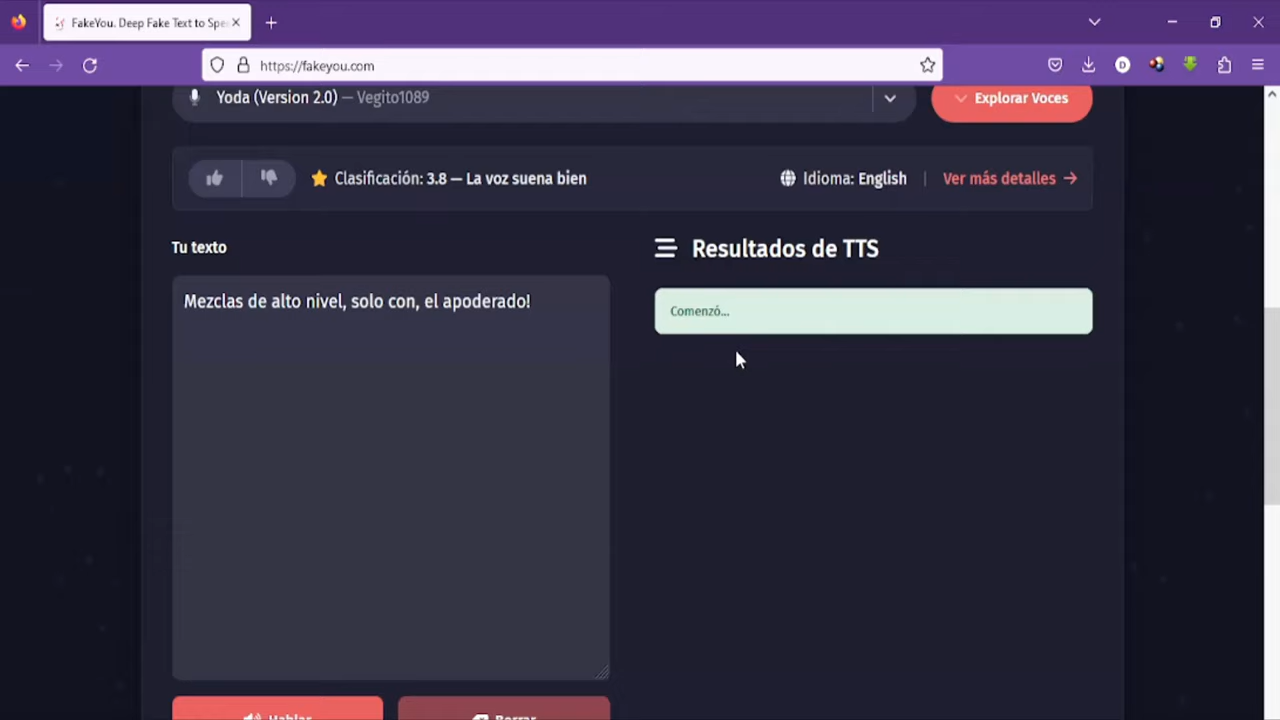 FakeYou. Deep Fake Text to Spe
https://fakeyou.com
Yoda (Version 2.0) — Vegito1089
Explorar Voces
Clasificación: 3.8 — La voz suena bien
Idioma: English
Ver más detalles
Tu texto
Resultados de TTS
Mezclas de alto nivel, solo con, el apoderado!
Comenzó...
Hablar
Borrar